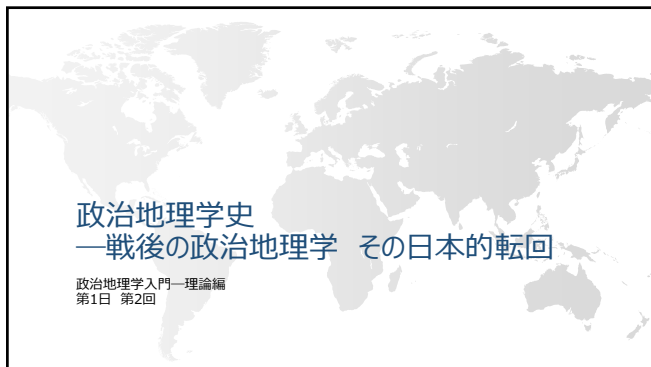 政治地理学史
―戦後の政治地理学 その日本的転回
政治地理学入門―理論編
第1日 第2回